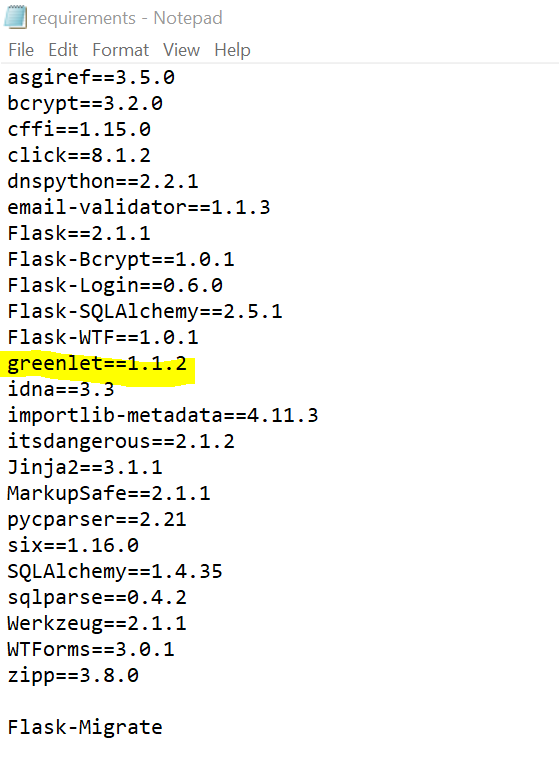 requirements - Notepad
File Edit Format View Help
asgiref==3.5.0
bcrypt==3.2.0
cffi==1.15.0
click==8.1.2
dnspython==2.2.1
email-validator==1.1.3
Flask==2.1.1
Flask-Bcrypt==1.0.1
Flask-Login==0.6.0
Flask-SQLAlchemy==2.5.1
Flask-WTF==1.0.1
greenlet==1.1.2
idna==3.3
importlib-metadata==4.11.3
itsdangerous==2.1.2
Jinja2==3.1.1
MarkupSafe==2.1.1
pycparser==2.21
six==1.16.0
SQLAlchemy==1.4.35
sqlparse==0.4.2
Werkzeug==2.1.1
WTForms==3.0.1
zipp==3.8.0
Flask-Migrate